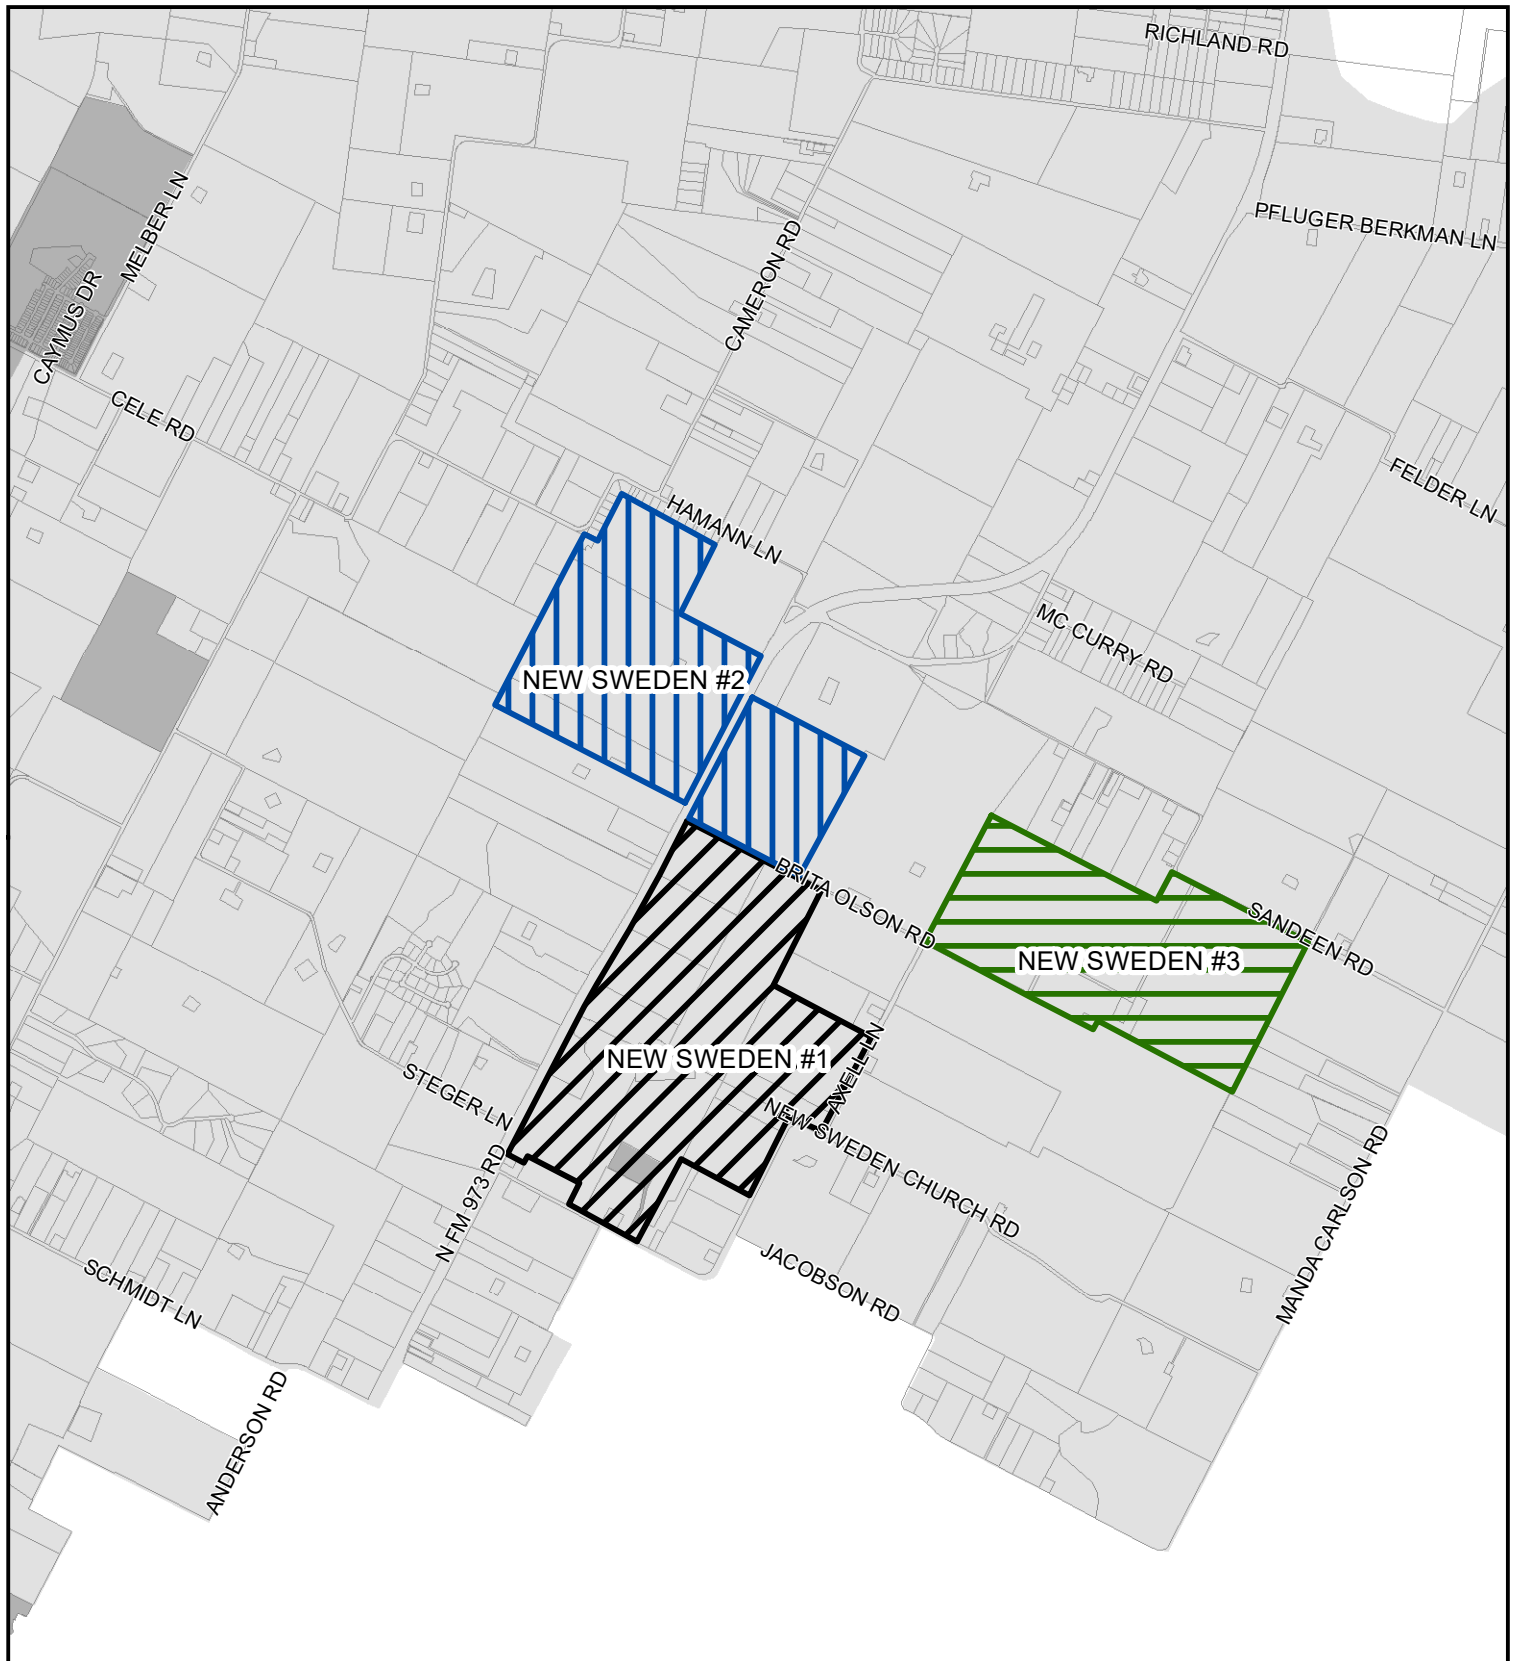 RICHLAND RD
PFLUGER BERKMAN LN
MELBER LN
CAMERON RD
CAYMUS DR
CELE RD
FELDER LN
HAMANN LN
MC CURRY RD
NEW SWEDEN #2
BRITA OLSON RD
SANDEEN RD
NEW SWEDEN #3
NEW SWEDEN #1
AXELL LN
STEGER LN
NEW SWEDEN CHURCH RD
N FM 973 RD
MANDA CARLSON RD
JACOBSON RD
SCHMIDT LN
ANDERSON RD